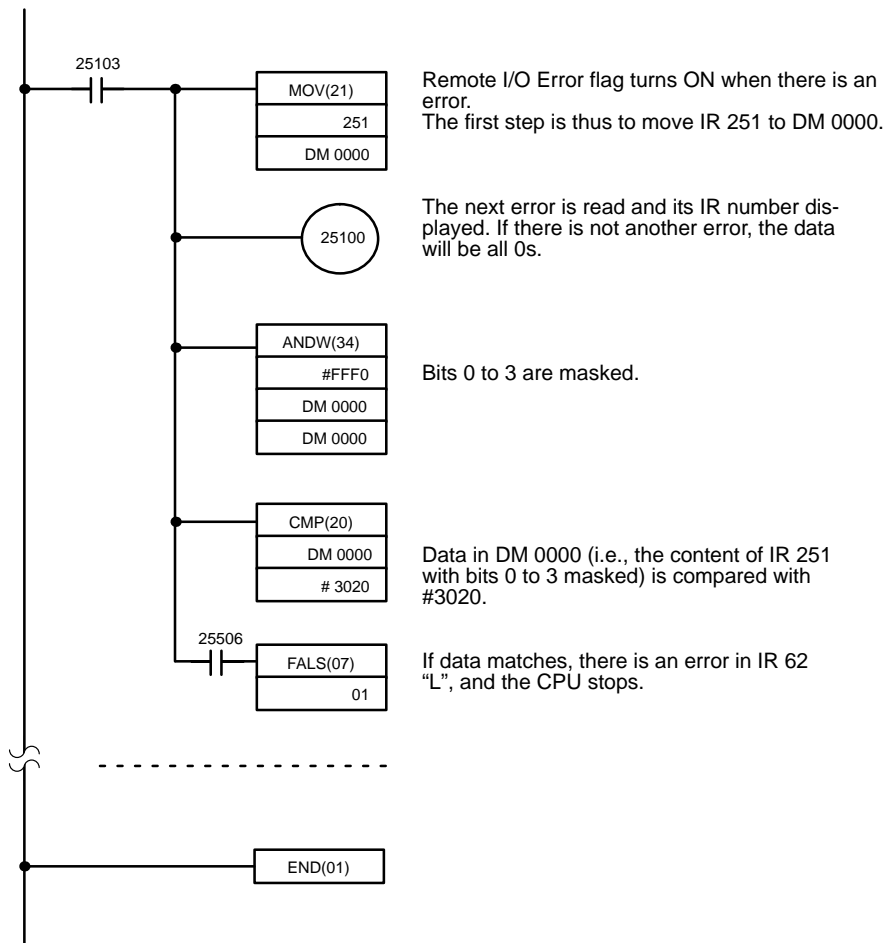 25103
MOV(21)
251
DM 0000
Remote I/O Error flag turns ON when there is an
error.
The first step is thus to move IR 251 to DM 0000.
25100
The next error is read and its IR number dis-
played. If there is not another error, the data
will be all 0s.
ANDW(34)
#FFF0
DM 0000
DM 0000
Bits 0 to 3 are masked.
CMP(20)
DM 0000
# 3020
Data in DM 0000 (i.e., the content of IR 251
with bits 0 to 3 masked) is compared with
#3020.
25506
FALS(07)
01
If data matches, there is an error in IR 62
“L”, and the CPU stops.
END(01)